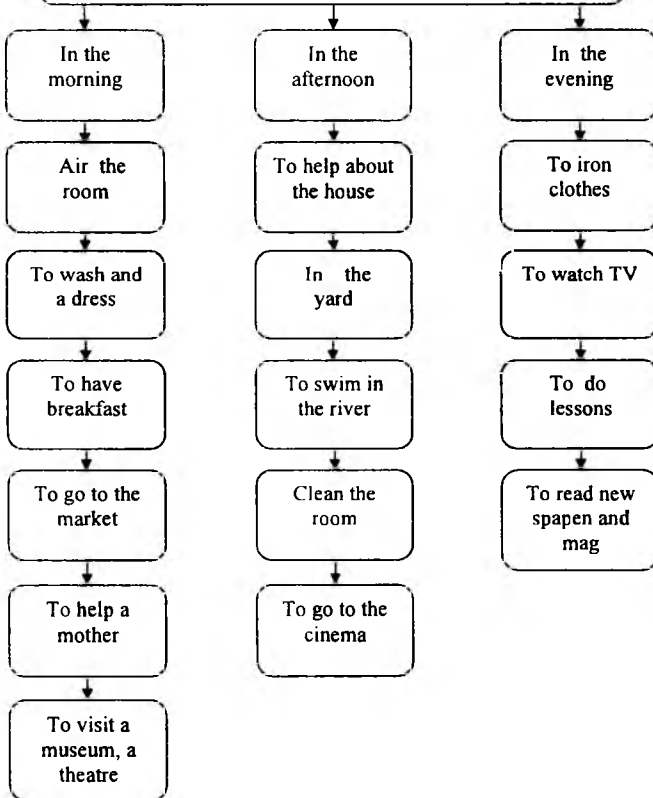 In the
morning
Air the
room
To wash and
a dress
To have
breakfast
To go to the
market
To help a
mother
To visit a
museum, a
theatre
In the
afternoon
To help about
the house
In the
yard
To swim in
the river
Clean the
room
To go to the
cinema
In the
evening
To iron
clothes
To watch TV
To do
lessons
To read new
spapen and
mag